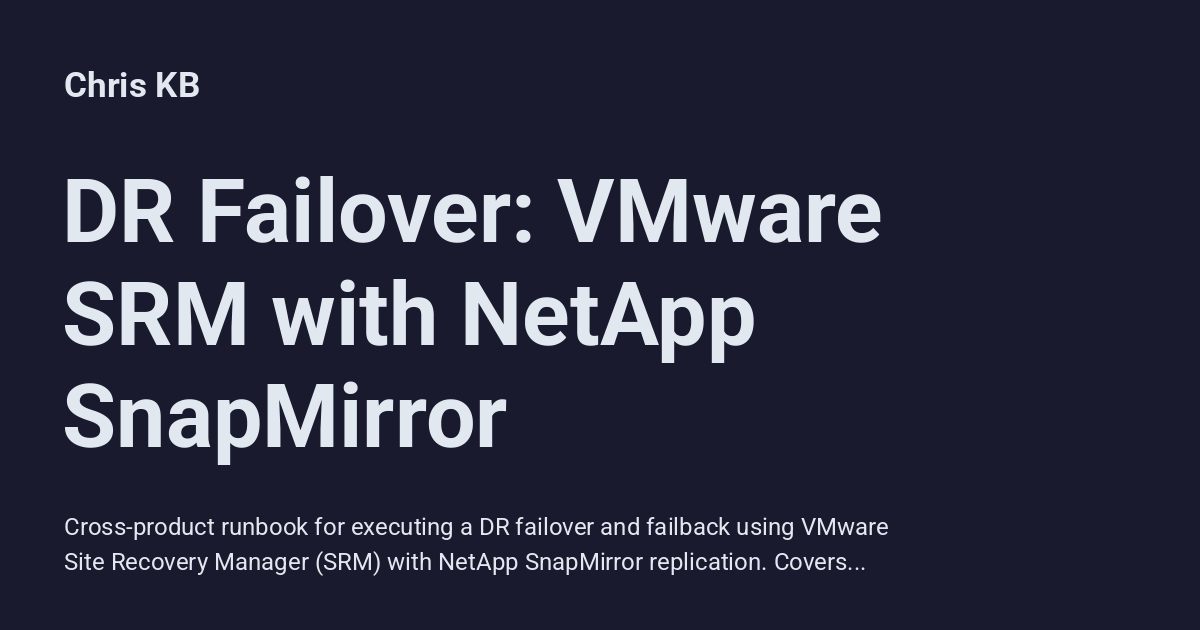 Chris KB
DR Failover: VMware
SRM with NetApp
SnapMirror
Cross-product runbook for executing a DR failover and failback using VMware
Site Recovery Manager (SRM) with NetApp SnapMirror replication. Covers...